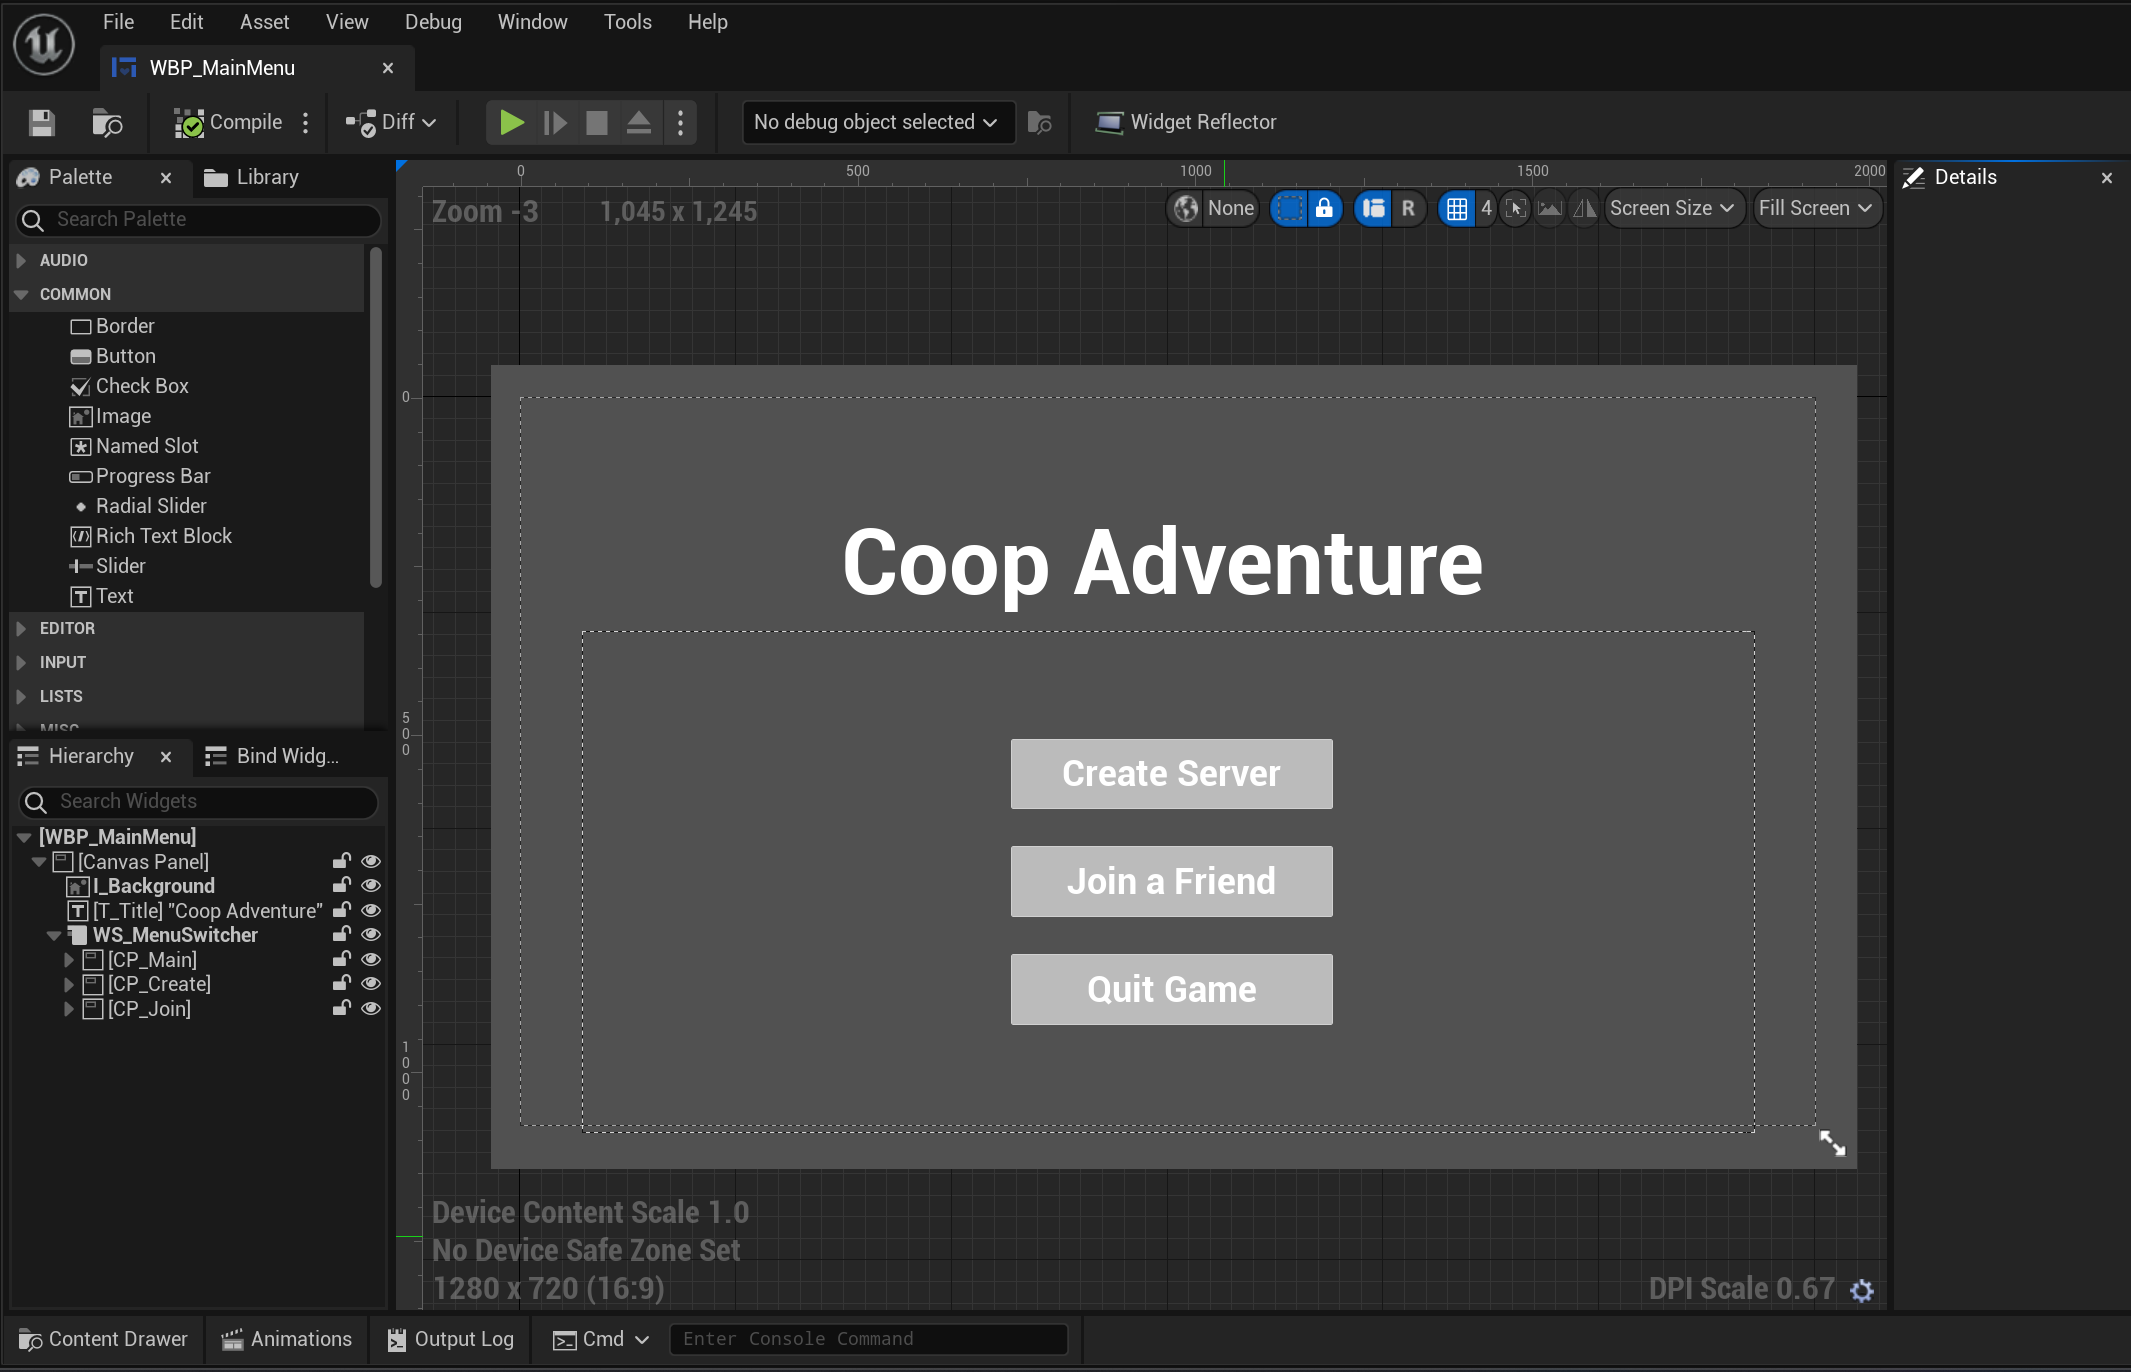 File Edit Asset View Debug Window Tools Help
WBP_MainMenu
Compile Diff No debug object selected Widget Reflector
Palette Library
Search Palette
AUDIO
COMMON
Border
Button
Check Box
Image
Named Slot
Progress Bar
Radial Slider
Rich Text Block
Slider
Text
EDITOR
INPUT
LISTS
MISC
Hierarchy Bind Widg...
Search Widgets
[WBP_MainMenu]
[Canvas Panel]
I_Background
[T_Title] "Coop Adventure"
WS_MenuSwitcher
[CP_Main]
[CP_Create]
[CP_Join]
0 500 1000 1500 2000
Zoom -3 1,045 x 1,245 None R 4 Screen Size Fill Screen
0
500
1000
Coop Adventure
Create Server
Join a Friend
Quit Game
Device Content Scale 1.0
No Device Safe Zone Set
1280 x 720 (16:9) DPI Scale 0.67
Details
Content Drawer Animations Output Log Cmd Enter Console Command